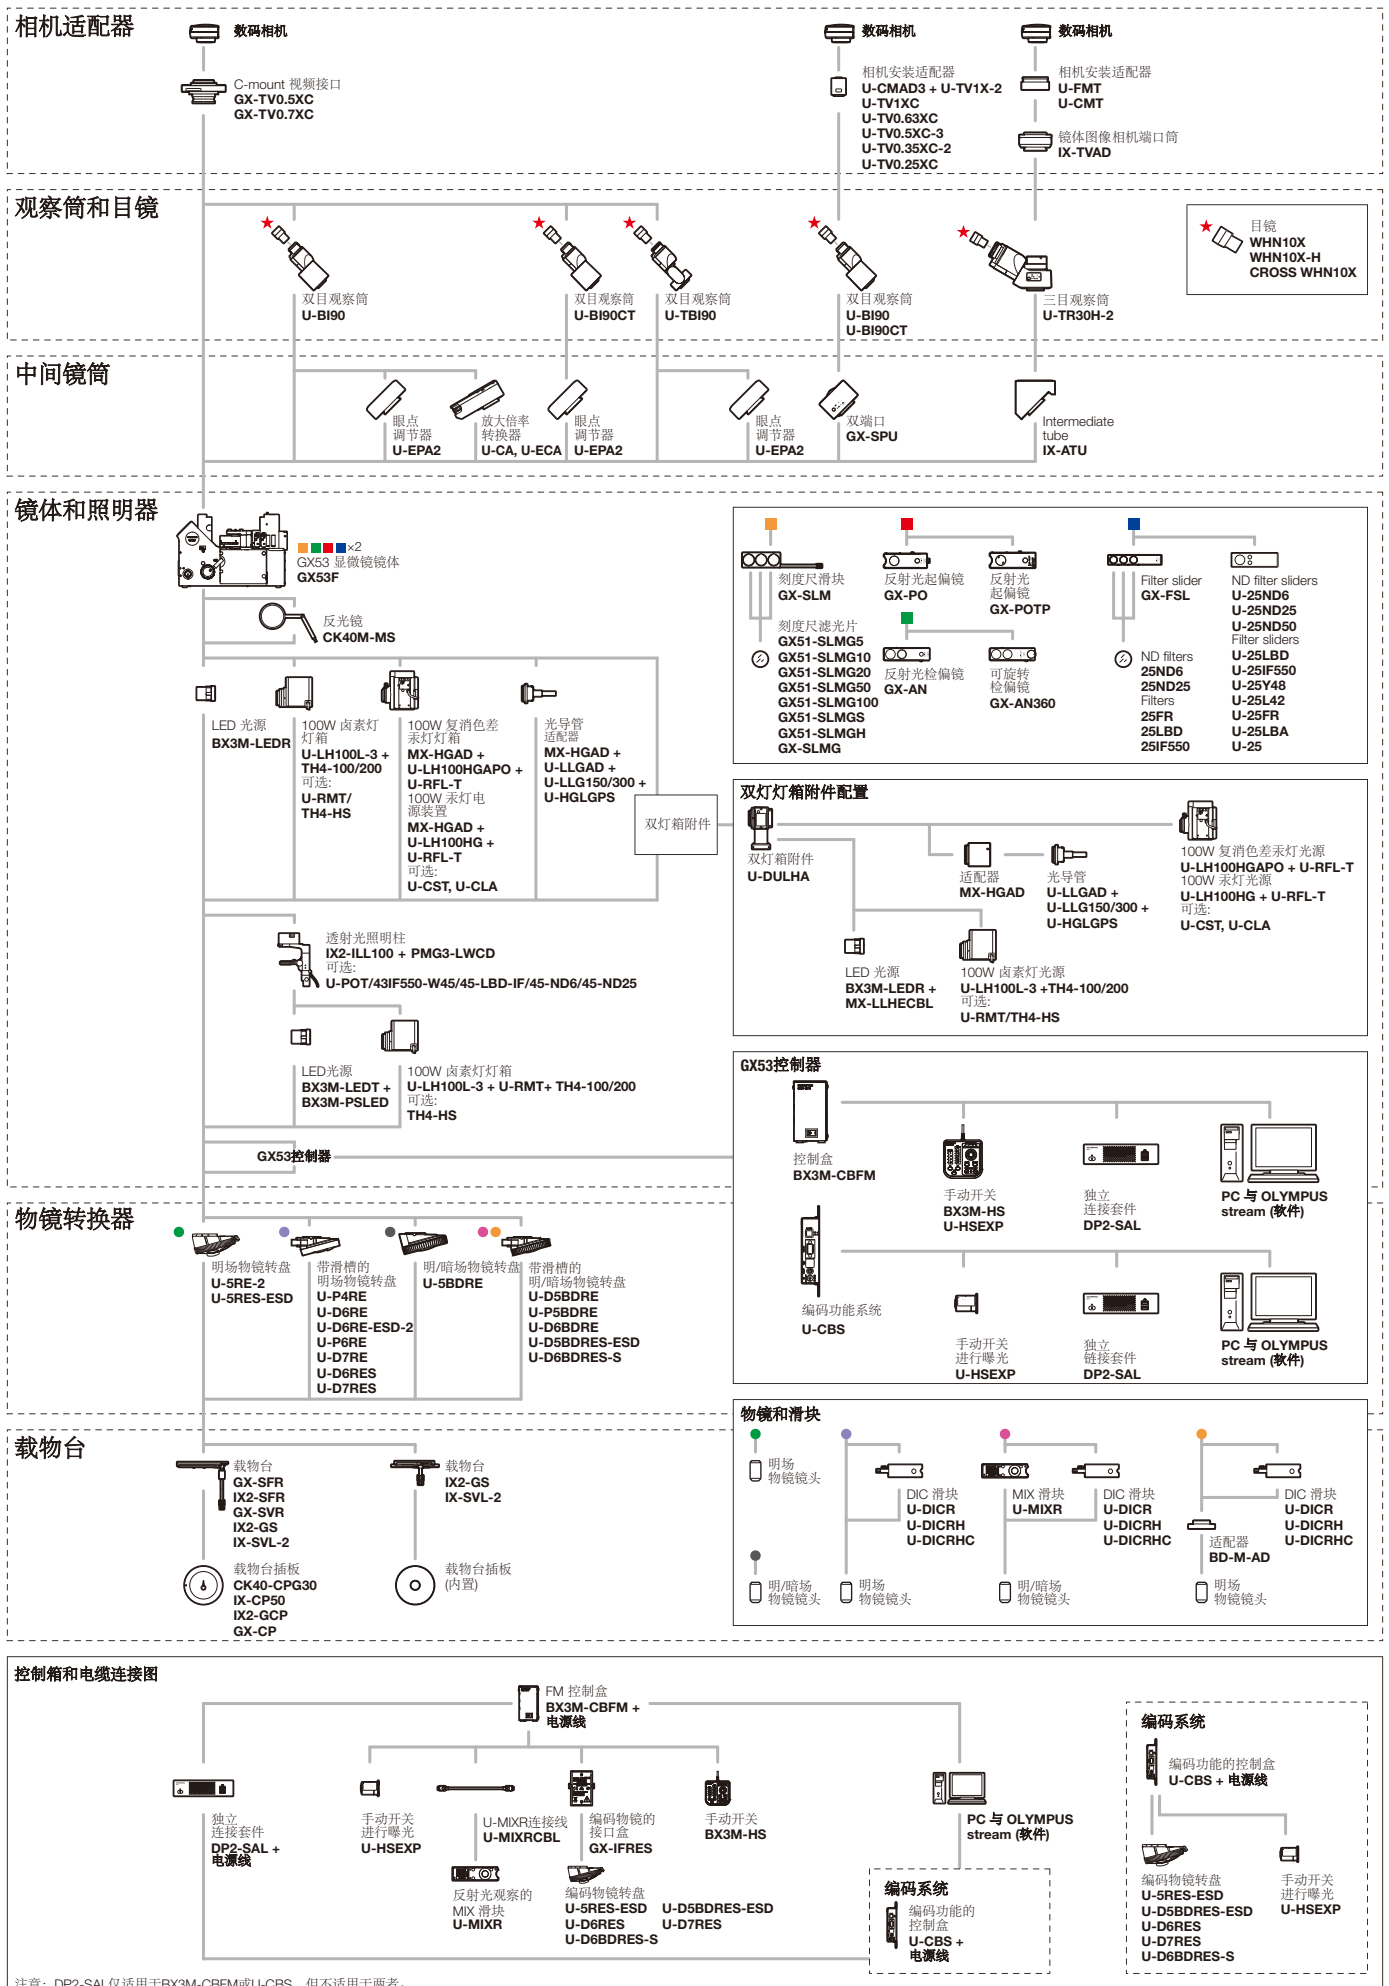 相机适配器
数码相机
C-mount 视频接口
GX-TV0.5XC
GX-TV0.7XC
数码相机
相机安装适配器
U-CMAD3 + U-TV1X-2
U-TV1XC
U-TV0.63XC
U-TV0.5XC-3
U-TV0.35XC-2
U-TV0.25XC
数码相机
相机安装适配器
U-FMT
U-CMT
镜体图像相机端口筒
IX-TVAD
观察筒和目镜
双目观察筒
U-BI90
双目观察筒
U-BI90CT
双目观察筒
U-TBI90
双目观察筒
U-BI90
U-BI90CT
三目观察筒
U-TR30H-2
目镜
WHN10X
WHN10X-H
CROSS WHN10X
中间镜筒
眼点
调节器
U-EPA2
放大倍率
转换器
U-CA, U-ECA
眼点
调节器
U-EPA2
眼点
调节器
U-EPA2
双端口
GX-SPU
Intermediate
tube
IX-ATU
镜体和照明器
×2
GX53 显微镜镜体
GX53F
反光镜
CK40M-MS
LED 光源
BX3M-LEDR
100W 卤素灯
灯箱
U-LH100L-3 +
TH4-100/200
可选:
U-RMT/
TH4-HS
100W 复消色差
汞灯灯箱
MX-HGAD +
U-LH100HGAPO +
U-RFL-T
100W 汞灯电
源装置
MX-HGAD +
U-LH100HG +
U-RFL-T
可选:
U-CST, U-CLA
光导管
适配器
MX-HGAD +
U-LLGAD +
U-LLG150/300 +
U-HGLGPS
双灯箱附件
透射光照明柱
IX2-ILL100 + PMG3-LWCD
可选:
U-POT/43IF550-W45/45-LBD-IF/45-ND6/45-ND25
LED光源
BX3M-LEDT +
BX3M-PSLED
100W 卤素灯灯箱
U-LH100L-3 + U-RMT+ TH4-100/200
可选:
TH4-HS
GX53控制器
刻度尺滑块
GX-SLM
刻度尺滤光片
GX51-SLMG5
GX51-SLMG10
GX51-SLMG20
GX51-SLMG50
GX51-SLMG100
GX51-SLMGS
GX51-SLMGH
GX-SLMG
反射光起偏镜
GX-PO
反射光
起偏镜
GX-POTP
反射光检偏镜
GX-AN
可旋转
检偏镜
GX-AN360
Filter slider
GX-FSL
ND filters
25ND6
25ND25
Filters
25FR
25LBD
25IF550
ND filter sliders
U-25ND6
U-25ND25
U-25ND50
Filter sliders
U-25LBD
U-25IF550
U-25Y48
U-25L42
U-25FR
U-25LBA
U-25
双灯灯箱附件配置
双灯箱附件
U-DULHA
适配器
MX-HGAD
光导管
U-LLGAD +
U-LLG150/300 +
U-HGLGPS
100W 复消色差汞灯光源
U-LH100HGAPO + U-RFL-T
100W 汞灯光源
U-LH100HG + U-RFL-T
可选:
U-CST, U-CLA
LED 光源
BX3M-LEDR +
MX-LLHECBL
100W 卤素灯光源
U-LH100L-3 +TH4-100/200
可选:
U-RMT/TH4-HS
GX53控制器
控制盒
BX3M-CBFM
手动开关
BX3M-HS
U-HSEXP
独立
连接套件
DP2-SAL
PC 与 OLYMPUS
stream (软件)
编码功能系统
U-CBS
手动开关
进行曝光
U-HSEXP
独立
链接套件
DP2-SAL
PC 与 OLYMPUS
stream (软件)
物镜转换器
明场物镜转盘
U-5RE-2
U-5RES-ESD
带滑槽的
明场物镜转盘
U-P4RE
U-D6RE
U-D6RE-ESD-2
U-P6RE
U-D7RE
U-D6RES
U-D7RES
明/暗场物镜转盘
U-5BDRE
带滑槽的
明/暗场物镜转盘
U-D5BDRE
U-P5BDRE
U-D6BDRE
U-D5BDRES-ESD
U-D6BDRES-S
载物台
载物台
GX-SFR
IX2-SFR
GX-SVR
IX2-GS
IX-SVL-2
载物台
IX2-GS
IX-SVL-2
载物台插板
CK40-CPG30
IX-CP50
IX2-GCP
GX-CP
载物台插板
(内置)
物镜和滑块
明场
物镜镜头
DIC 滑块
U-DICR
U-DICRH
U-DICRHC
MIX 滑块
U-MIXR
DIC 滑块
U-DICR
U-DICRH
U-DICRHC
DIC 滑块
U-DICR
U-DICRH
U-DICRHC
适配器
BD-M-AD
明/暗场
物镜镜头
明场
物镜镜头
明/暗场
物镜镜头
明场
物镜镜头
控制箱和电缆连接图
FM 控制盒
BX3M-CBFM +
电源线
独立
连接套件
DP2-SAL +
电源线
手动开关
进行曝光
U-HSEXP
U-MIXR连接线
U-MIXRCBL
编码物镜的
接口盒
GX-IFRES
手动开关
BX3M-HS
PC 与 OLYMPUS
stream (软件)
反射光观察的
MIX 滑块
U-MIXR
编码物镜转盘
U-5RES-ESD
U-D6RES
U-D6BDRES-S
U-D5BDRES-ESD
U-D7RES
编码系统
编码功能的
控制盒
U-CBS +
电源线
编码系统
编码功能的控制盒
U-CBS + 电源线
编码物镜转盘
U-5RES-ESD
U-D5BDRES-ESD
U-D6RES
U-D7RES
U-D6BDRES-S
手动开关
进行曝光
U-HSEXP
注意: DP2-SAL仅适用于BX3M-CBFM或U-CBS，但不适用于两者。